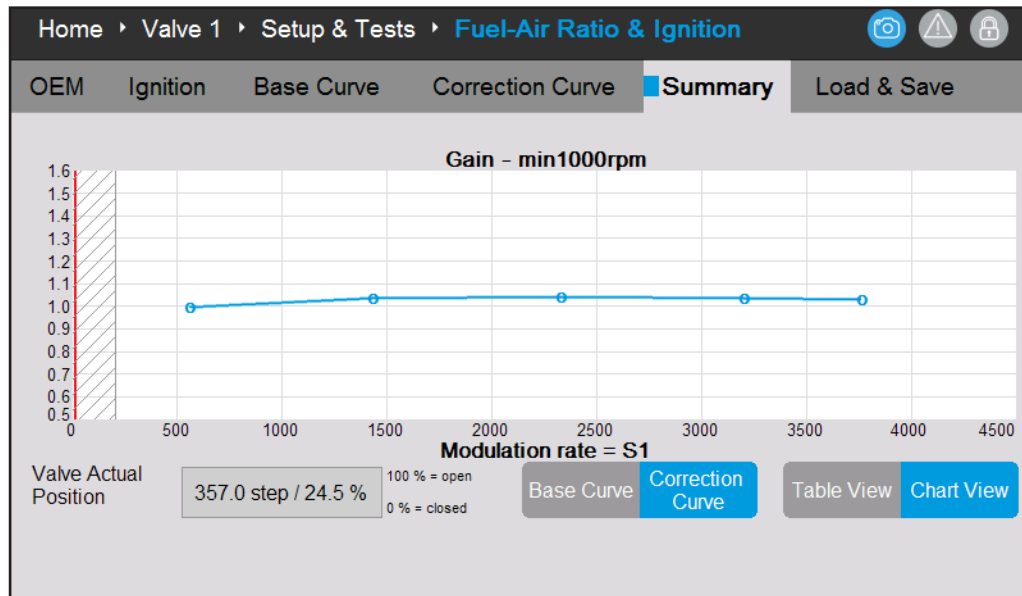 Home ▸ Valve 1 ▸ Setup & Tests ▸ Fuel-Air Ratio & Ignition
OEM Ignition Base Curve Correction Curve Summary Load & Save
Gain - min1000rpm
1.6
1.5
1.4
1.3
1.2
1.1
1.0
0.9
0.8
0.7
0.6
0.5
0 500 1000 1500 2000 2500 3000 3500 4000 4500
Modulation rate = S1
Valve Actual
Position
357.0 step / 24.5 %
100 % = open
0 % = closed
Base Curve
Correction
Curve
Table View Chart View